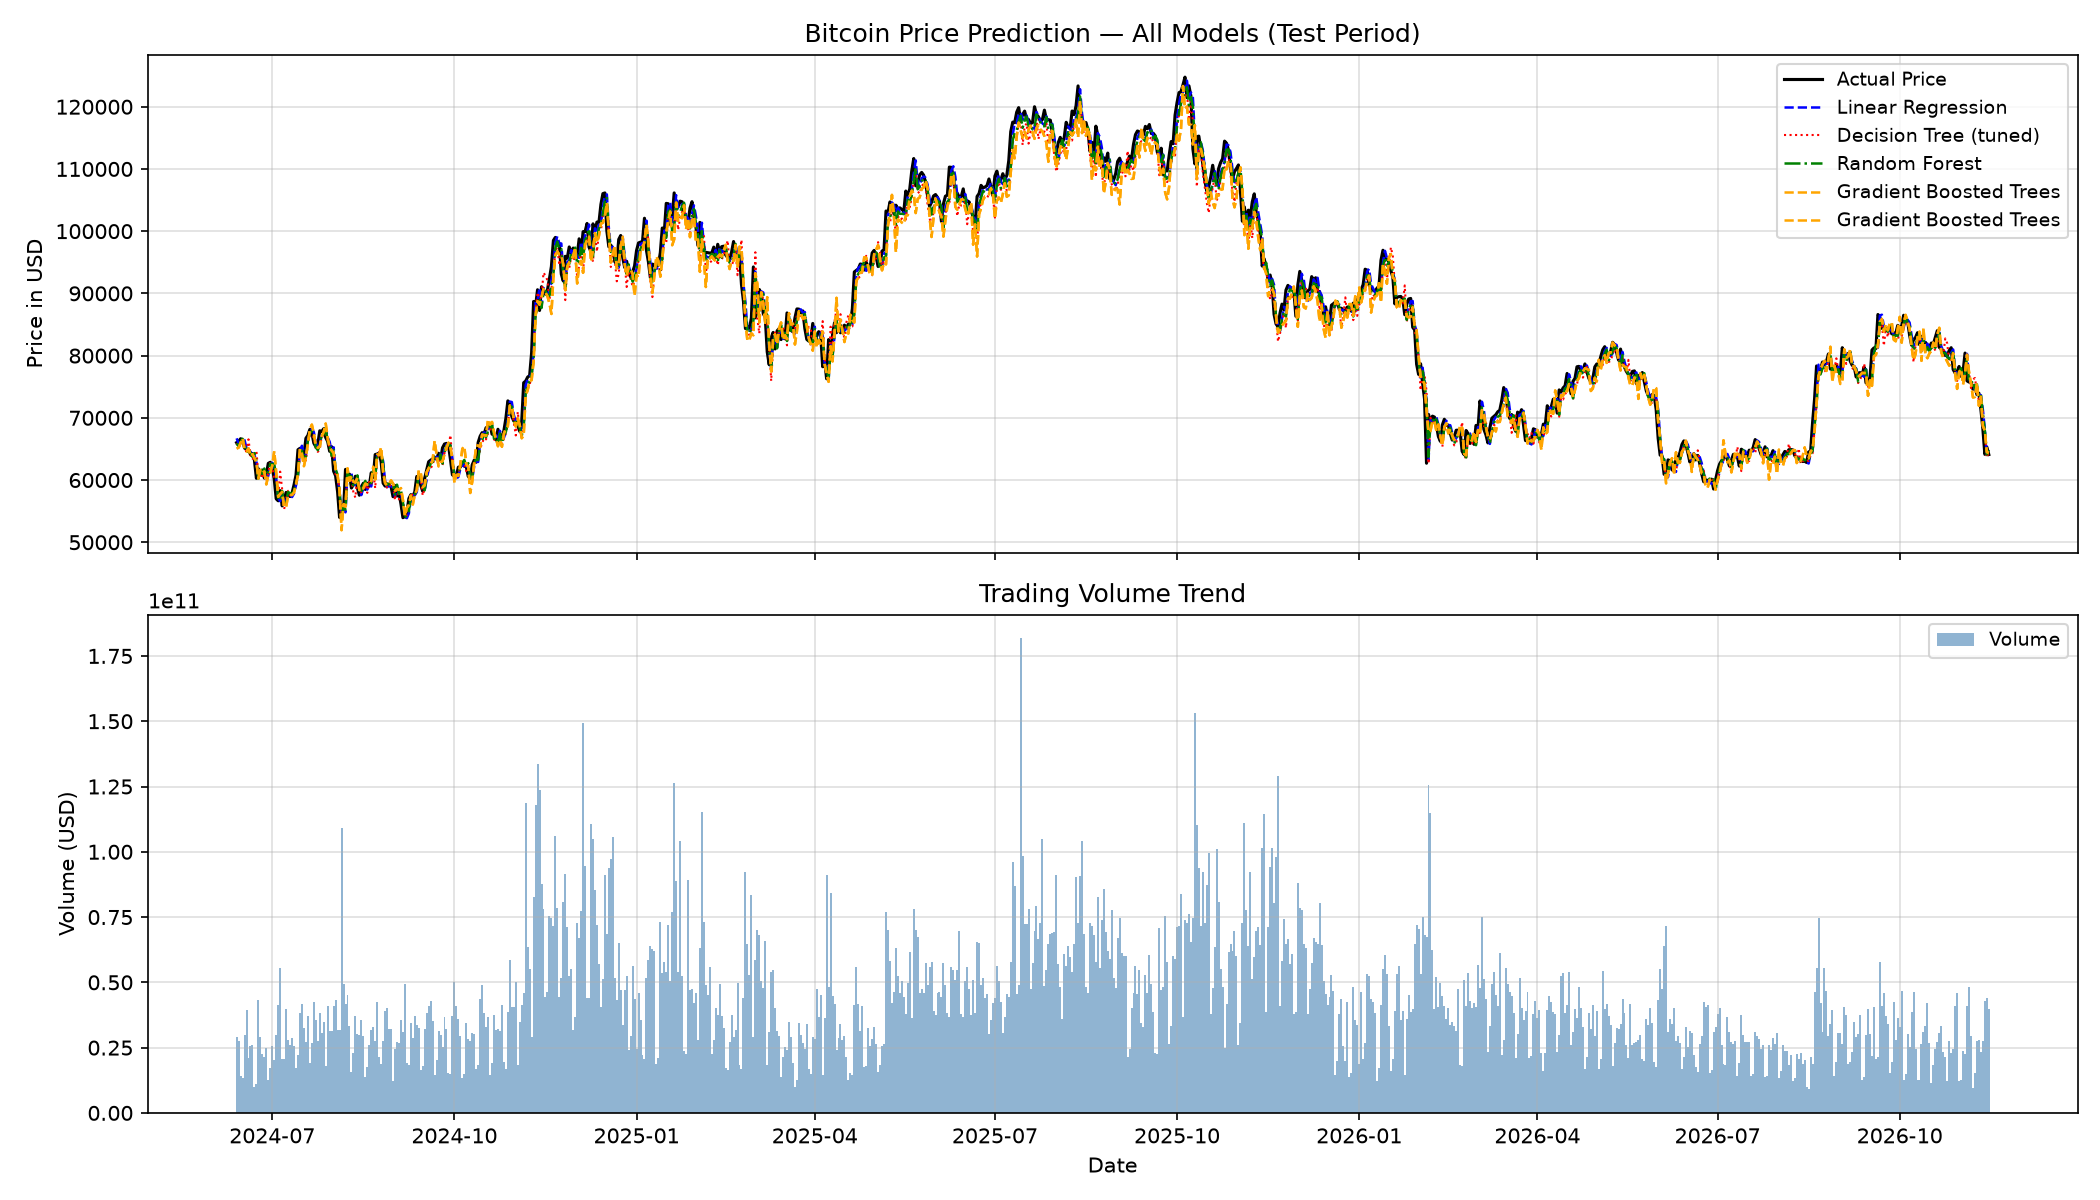 Bitcoin Price Prediction — All Models (Test Period)
Price in USD
120000
110000
100000
90000
80000
70000
60000
50000
Actual Price
Linear Regression
Decision Tree (tuned)
Random Forest
Gradient Boosted Trees
Gradient Boosted Trees
Trading Volume Trend
1e11
Volume (USD)
1.75
1.50
1.25
1.00
0.75
0.50
0.25
0.00
Volume
2024-07
2024-10
2025-01
2025-04
2025-07
2025-10
2026-01
2026-04
2026-07
2026-10
Date